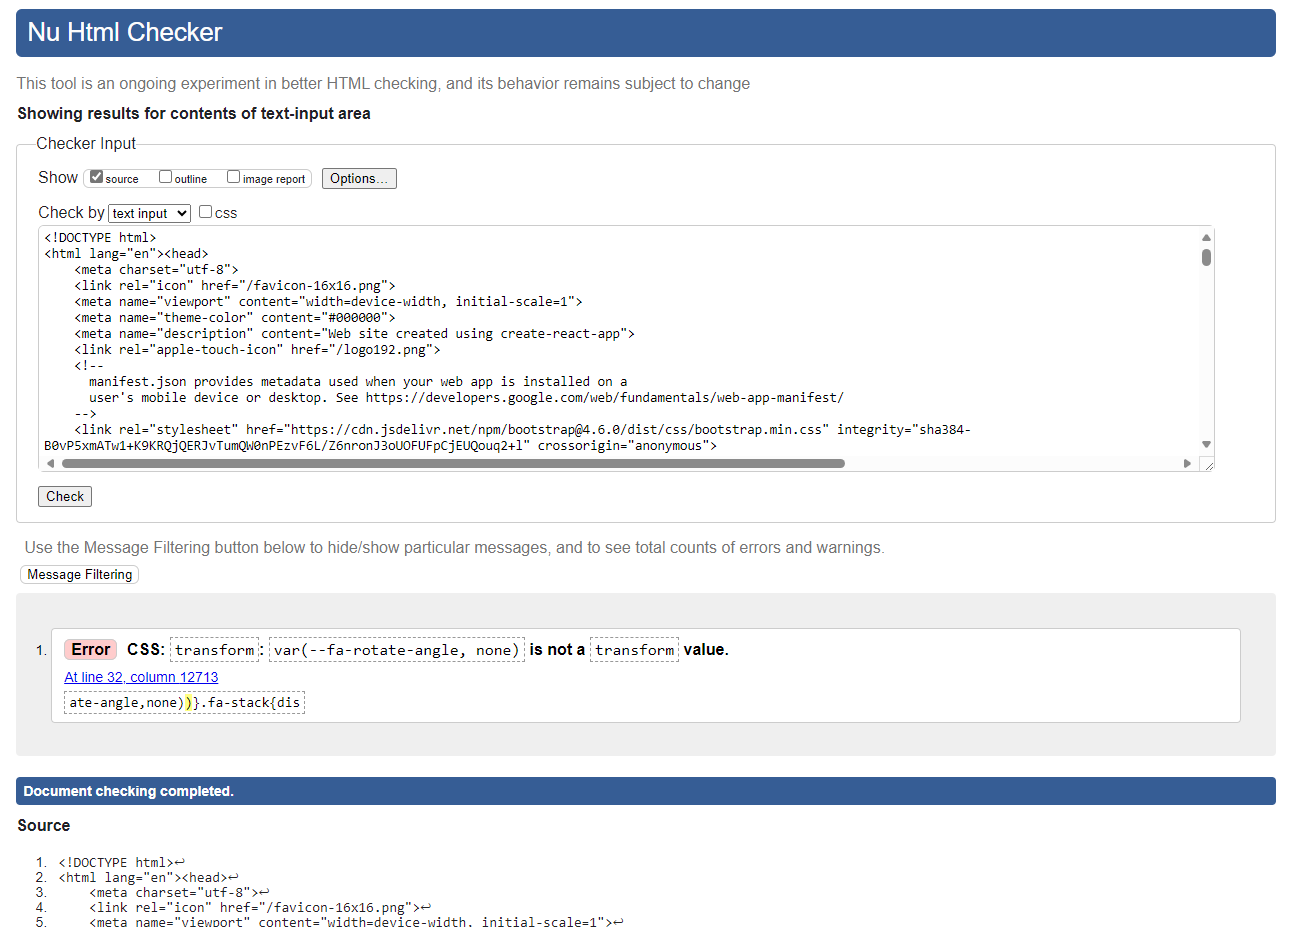 Nu Html Checker
This tool is an ongoing experiment in better HTML checking, and its behavior remains subject to change
Showing results for contents of text-input area
Checker Input
Show source outline image report Options...
Check by text input css
<!DOCTYPE html>
<html lang="en"><head>
<meta charset="utf-8">
<link rel="icon" href="/favicon-16x16.png">
<meta name="viewport" content="width=device-width, initial-scale=1">
<meta name="theme-color" content="#000000">
<meta name="description" content="Web site created using create-react-app">
<link rel="apple-touch-icon" href="/logo192.png">
<!--
manifest.json provides metadata used when your web app is installed on a
user's mobile device or desktop. See https://developers.google.com/web/fundamentals/web-app-manifest/
-->
<link rel="stylesheet" href="https://cdn.jsdelivr.net/npm/bootstrap@4.6.0/dist/css/bootstrap.min.css" integrity="sha384-
B0vP5xmATw1+K9KRQjQERJvTumQW0nPEzvF6L/Z6nronJ3oUOFUFpCjEUQouq2+l" crossorigin="anonymous">
Check
Use the Message Filtering button below to hide/show particular messages, and to see total counts of errors and warnings.
Message Filtering
1. Error CSS: transform: var(--fa-rotate-angle, none) is not a transform value.
At line 32, column 12713
ate-angle,none))}.fa-stack{dis
Document checking completed.
Source
1. <!DOCTYPE html>↩
2. <html lang="en"><head>↩
3. <meta charset="utf-8">↩
4. <link rel="icon" href="/favicon-16x16.png">↩
5. <meta name="viewport" content="width=device-width, initial-scale=1">↩